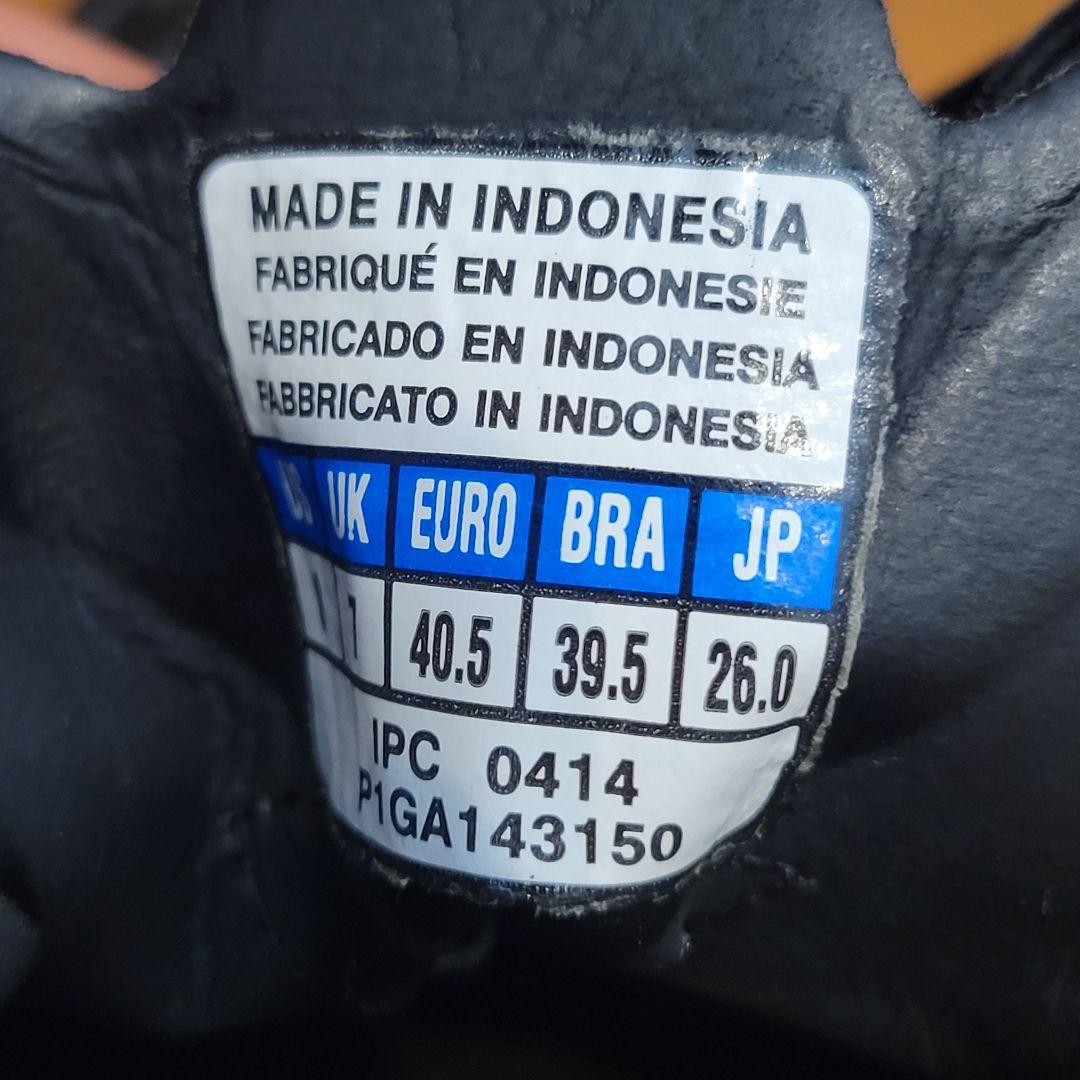 MADE IN INDONESIA
FABRIQUÉ EN INDONESIE
FABRICADO EN INDONESIA
FABBRICATO IN INDONESIA
US UK EURO BRA JP
7 40.5 39.5 26.0
IPC 0414
P1GA143150